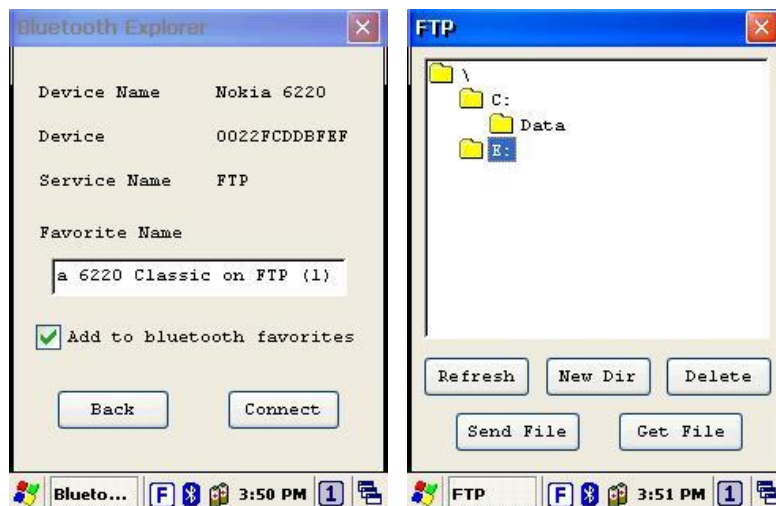 Bluetooth Explorer
Device Name Nokia 6220
Device 0022FCDDBFEF
Service Name FTP
Favorite Name
a 6220 Classic on FTP (1)
Add to bluetooth favorites
Back Connect
Blueto... F 3:50 PM 1
FTP
\
C:
Data
E:
Refresh New Dir Delete
Send File Get File
FTP F 3:51 PM 1